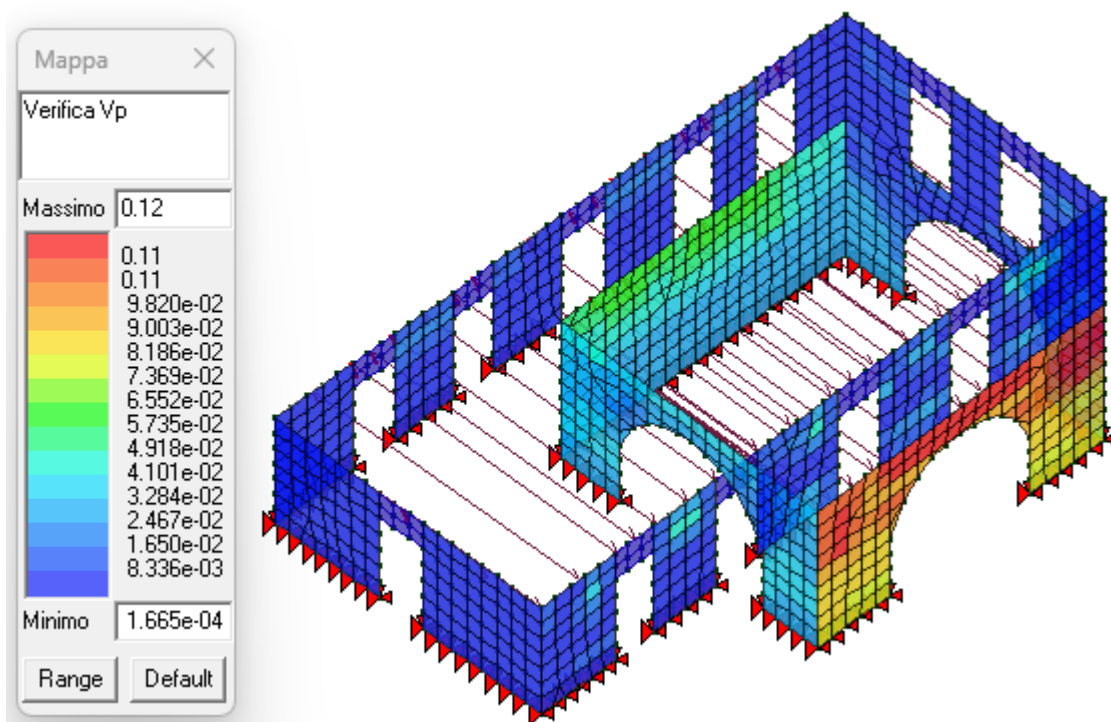 Mappa
Verifica Vp
Massimo 0.12
0.11
0.11
9.820e-02
9.003e-02
8.186e-02
7.369e-02
6.552e-02
5.735e-02
4.918e-02
4.101e-02
3.284e-02
2.467e-02
1.650e-02
8.336e-03
Minimo 1.665e-04
Range Default